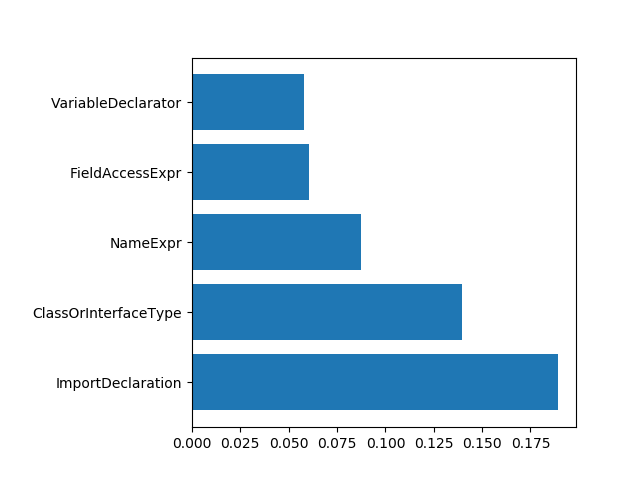 VariableDeclarator
FieldAccessExpr
NameExpr
ClassOrInterfaceType
ImportDeclaration
0.000 0.025 0.050 0.075 0.100 0.125 0.150 0.175